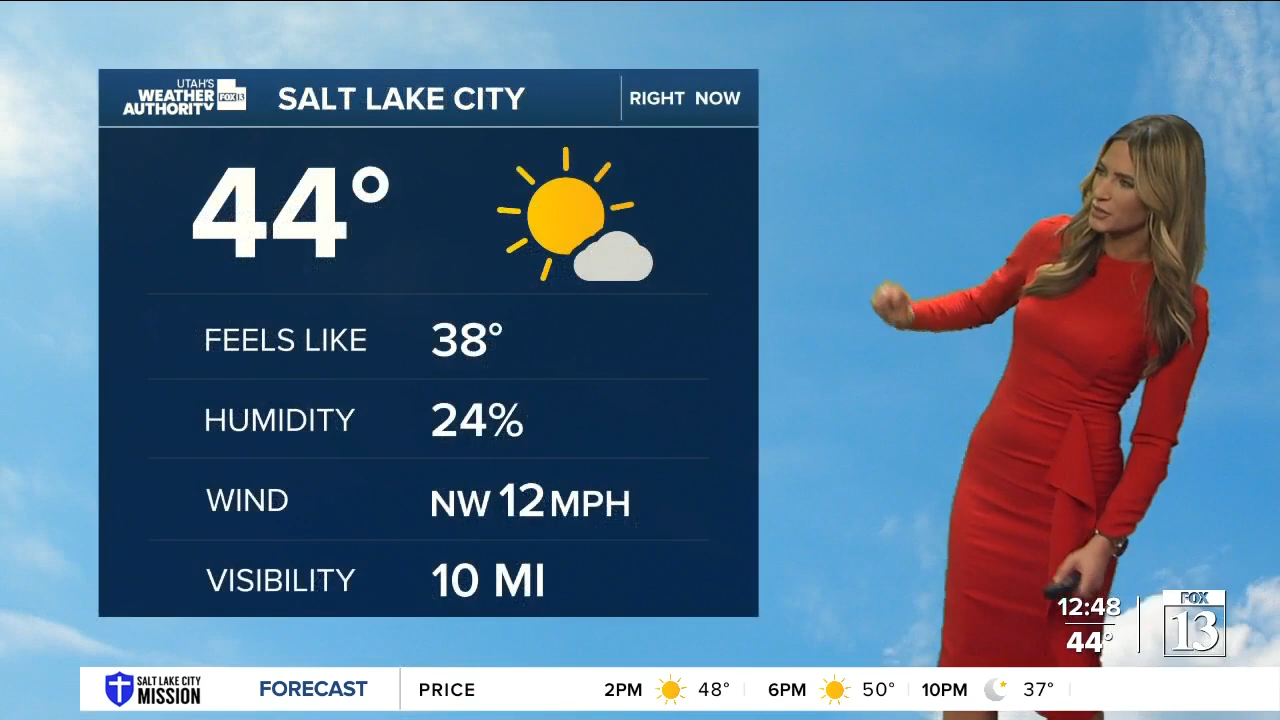 UTAH'S
WEATHER
AUTHORITY
FOX 13
SALT LAKE CITY
RIGHT NOW
44°
FEELS LIKE 38°
HUMIDITY 24%
WIND NW 12 MPH
VISIBILITY 10 MI
12:48
44°
FOX
13
SALT LAKE CITY
MISSION
FORECAST PRICE 2PM 48° 6PM 50° 10PM 37°